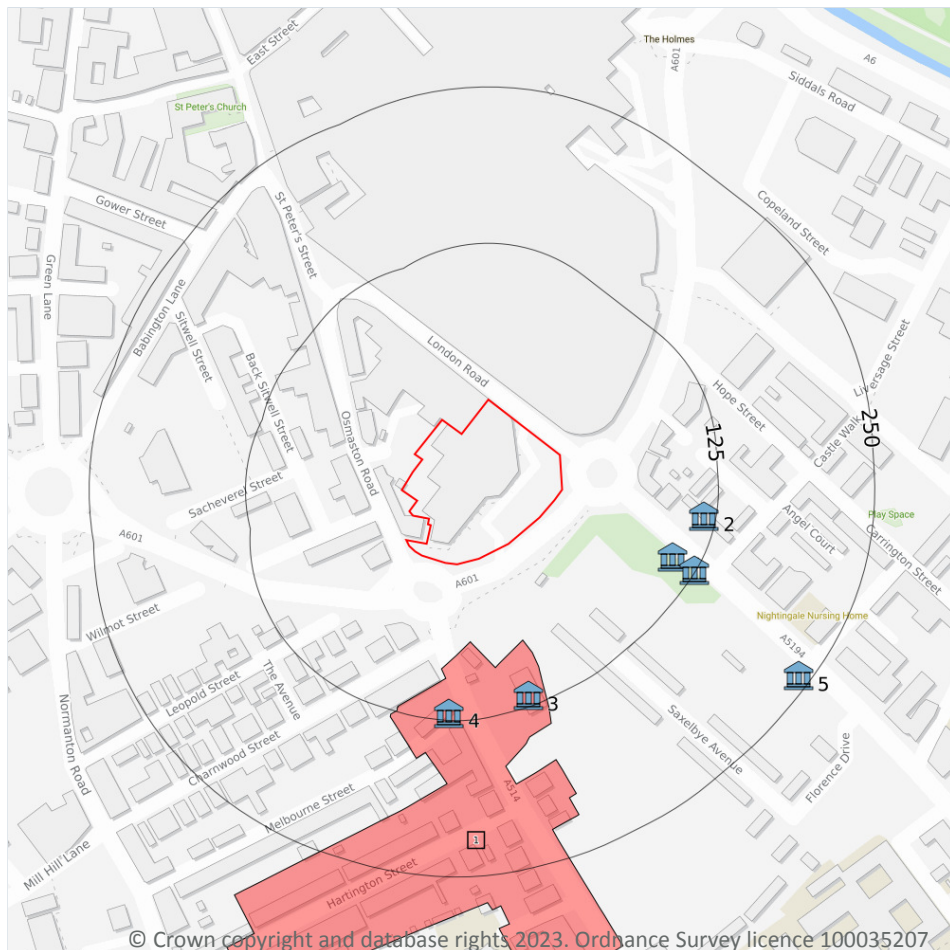 East Street
The Holmes
A601
A6
Siddals Road
St Peter's Church
Gower Street
St Peter's Street
Copeland Street
Green Lane
Babington Lane
Sitwell Street
London Road
Liversage Street
Back Sitwell Street
Hope Street
Osmaston Road
Castle Walk
125
250
Sacheverel Street
Angel Court
Play Space
2
Carrington Street
A601
A601
Wilmot Street
Nightingale Nursing Home
A5194
The Avenue
Leopold Street
5
3
4
Normanton Road
Saxelbye Avenue
Charnwood Street
Florence Drive
A514
Melbourne Street
1
Mill Hill Lane
Hartington Street
© Crown copyright and database rights 2023. Ordnance Survey licence 100035207